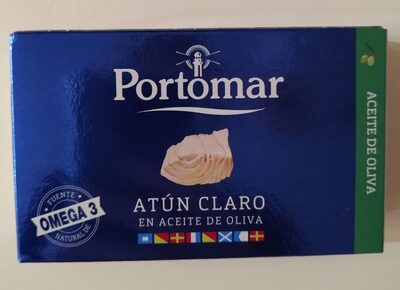 Portomar
ATÚN CLARO
EN ACEITE DE OLIVA
FUENTE
OMEGA 3
NATURAL DE
ACEITE DE OLIVA